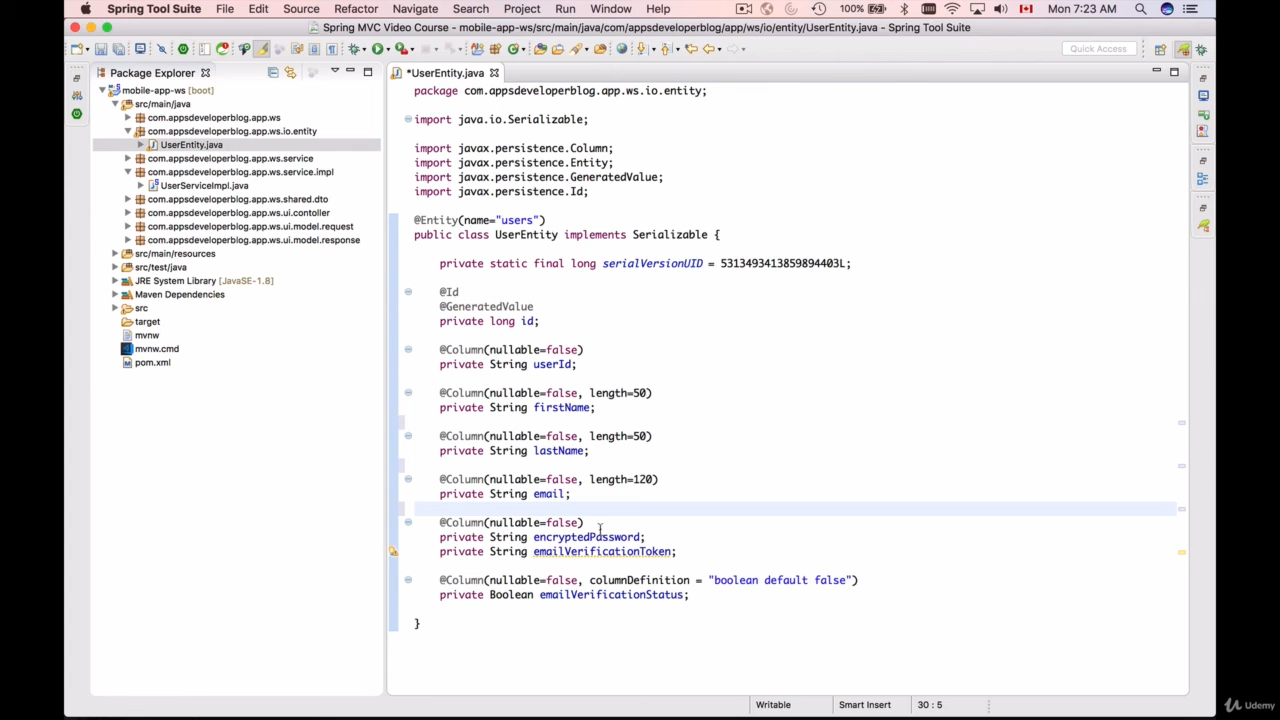 Spring Tool Suite File Edit Source Refactor Navigate Search Project Run Window Help 100% Mon 7:23 AM
Spring MVC Video Course - mobile-app-ws/src/main/java/com/appsdeveloperblog/app/ws/io/entity/UserEntity.java - Spring Tool Suite
Quick Access
Package Explorer
*UserEntity.java
mobile-app-ws [boot]
src/main/java
com.appsdeveloperblog.app.ws
com.appsdeveloperblog.app.ws.io.entity
UserEntity.java
com.appsdeveloperblog.app.ws.service
com.appsdeveloperblog.app.ws.service.impl
UserServiceImpl.java
com.appsdeveloperblog.app.ws.shared.dto
com.appsdeveloperblog.app.ws.ui.contoller
com.appsdeveloperblog.app.ws.ui.model.request
com.appsdeveloperblog.app.ws.ui.model.response
src/main/resources
src/test/java
JRE System Library [JavaSE-1.8]
Maven Dependencies
src
target
mvnw
mvnw.cmd
pom.xml
package com.appsdeveloperblog.app.ws.io.entity;
import java.io.Serializable;
import javax.persistence.Column;
import javax.persistence.Entity;
import javax.persistence.GeneratedValue;
import javax.persistence.Id;
@Entity(name="users")
public class UserEntity implements Serializable {
private static final long serialVersionUID = 5313493413859894403L;
@Id
@GeneratedValue
private long id;
@Column(nullable=false)
private String userId;
@Column(nullable=false, length=50)
private String firstName;
@Column(nullable=false, length=50)
private String lastName;
@Column(nullable=false, length=120)
private String email;
@Column(nullable=false)
private String encryptedPassword;
private String emailVerificationToken;
@Column(nullable=false, columnDefinition = "boolean default false")
private Boolean emailVerificationStatus;
}
Writable Smart Insert 30 : 5
Udemy